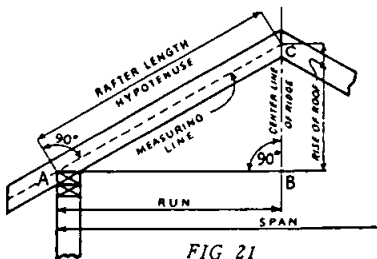 RAFTER LENGTH
HYPOTENUSE
90°
MEASURING
LINE
A
C
CENTER LINE
OF RIDGE
RISE OF ROOF
90°
B
RUN
SPAN
FIG 21